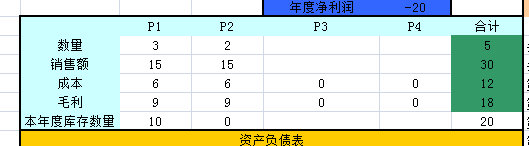 年度净利润 -20
P1 P2 P3 P4 合计
数量 3 2 5
销售额 15 15 30
成本 6 6 0 0 12
毛利 9 9 0 0 18
本年度库存数量 10 0 20
资产负债表